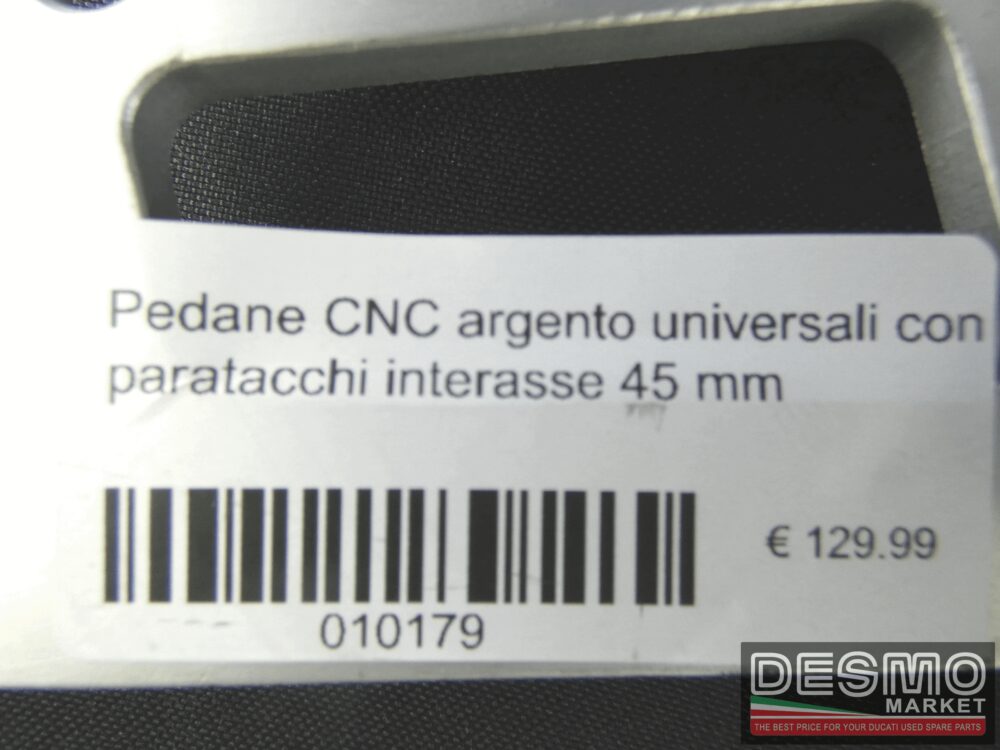 Pedane CNC argento universali con
paratacchi interasse 45 mm
€ 129.99
010179
DESMO
MARKET
THE BEST PRICE FOR YOUR DUCATI USED SPARE PARTS